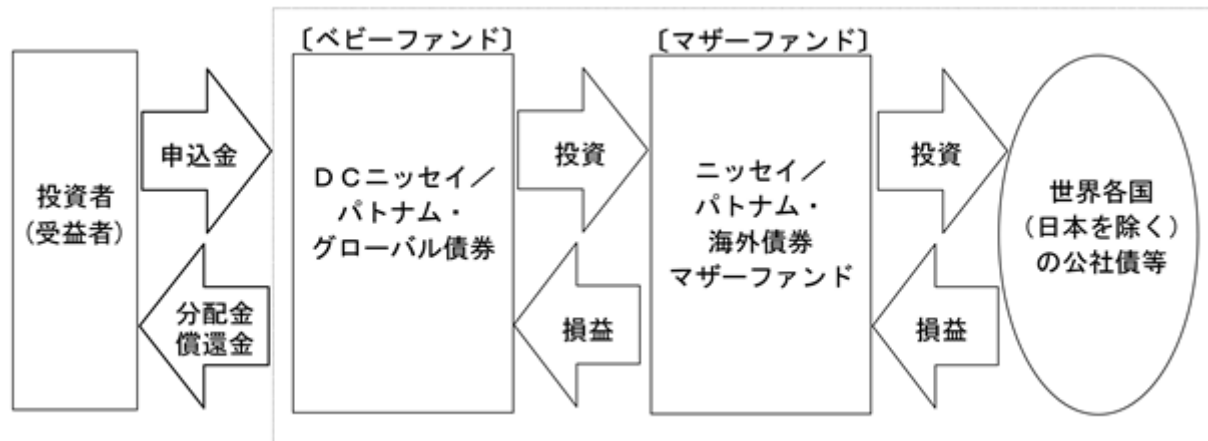 〔ベビーファンド〕
〔マザーファンド〕
投資者
（受益者）
申込金
分配金
償還金
ＤＣニッセイ／
パトナム・
グローバル債券
投資
損益
ニッセイ／
パトナム・
海外債券
マザーファンド
投資
損益
世界各国
（日本を除く）
の公社債等